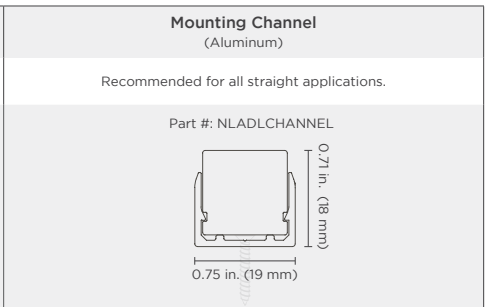 Mounting Channel
(Aluminum)
Recommended for all straight applications.
Part #: NLADLCHANNEL
0.71 in. (18 mm)
0.75 in. (19 mm)